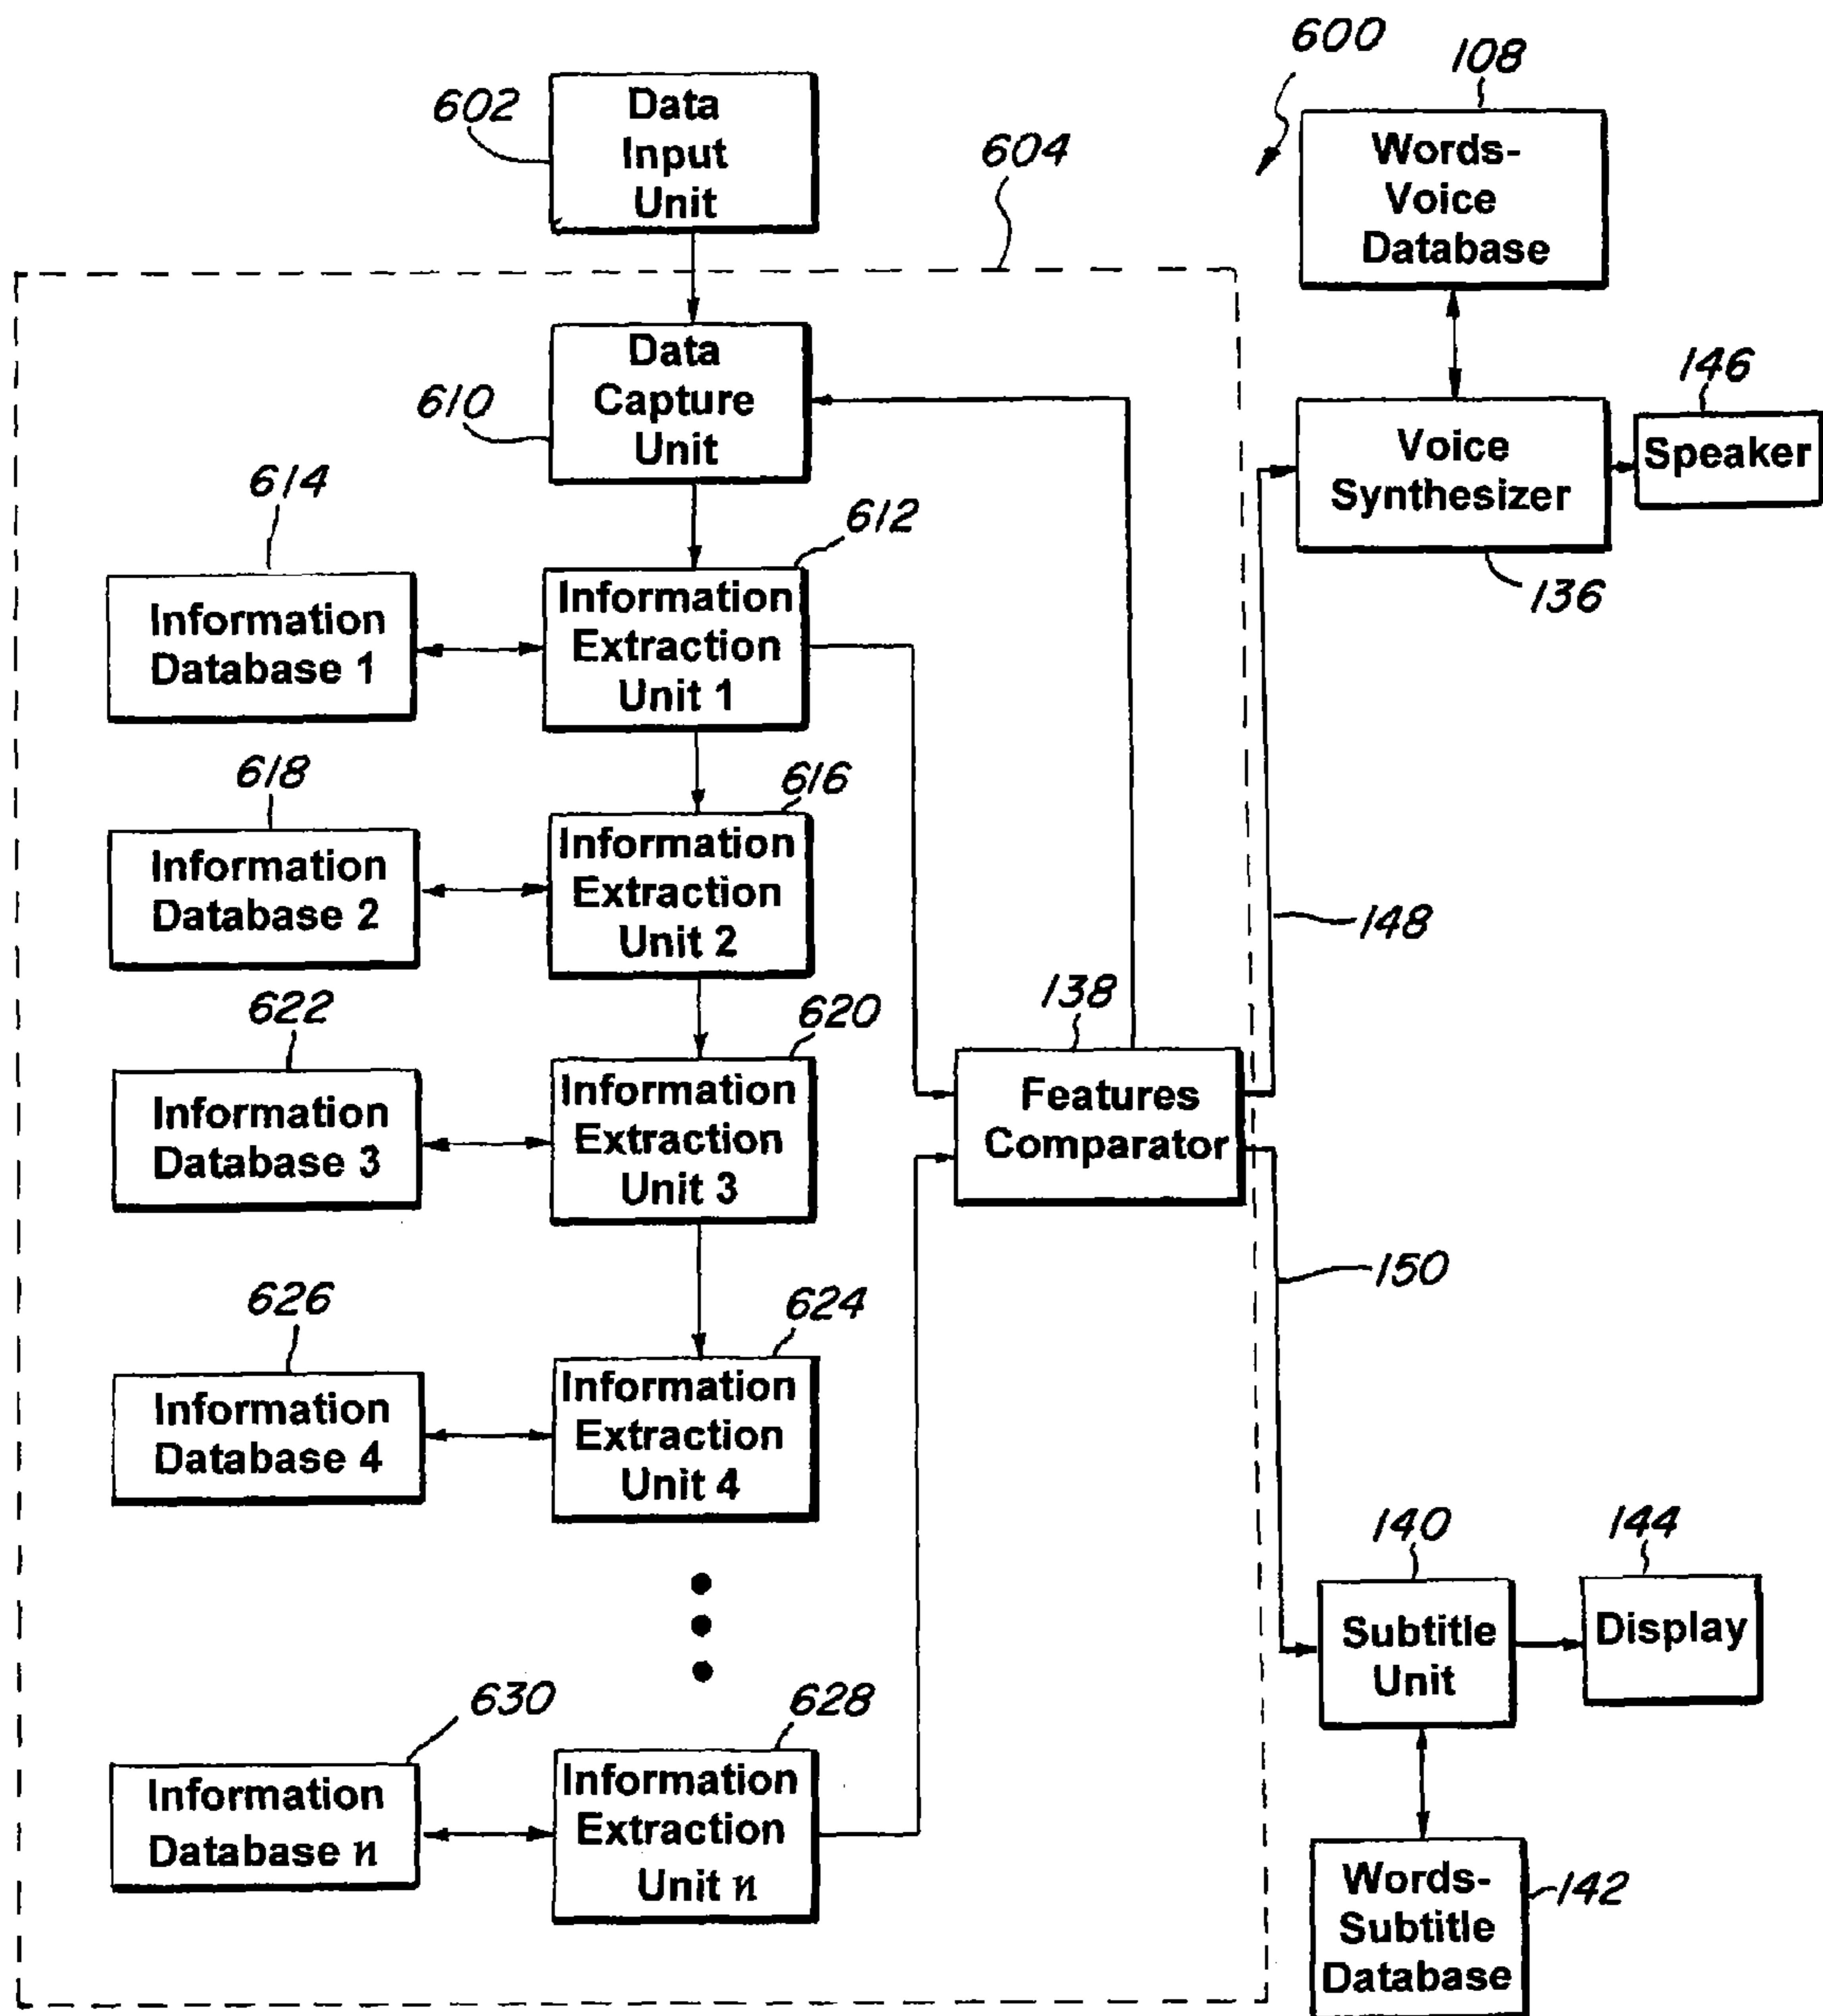 600
108
602
Data
Input
Unit
604
Words-
Voice
Database
610
Data
Capture
Unit
146
Speaker
Voice
Synthesizer
136
614
612
Information
Database 1
Information
Extraction
Unit 1
618
616
Information
Database 2
Information
Extraction
Unit 2
148
622
620
138
Information
Database 3
Information
Extraction
Unit 3
Features
Comparator
150
626
624
Information
Database 4
Information
Extraction
Unit 4
140
144
Subtitle
Unit
Display
630
628
Information
Database n
Information
Extraction
Unit n
Words-
Subtitle
Database
142